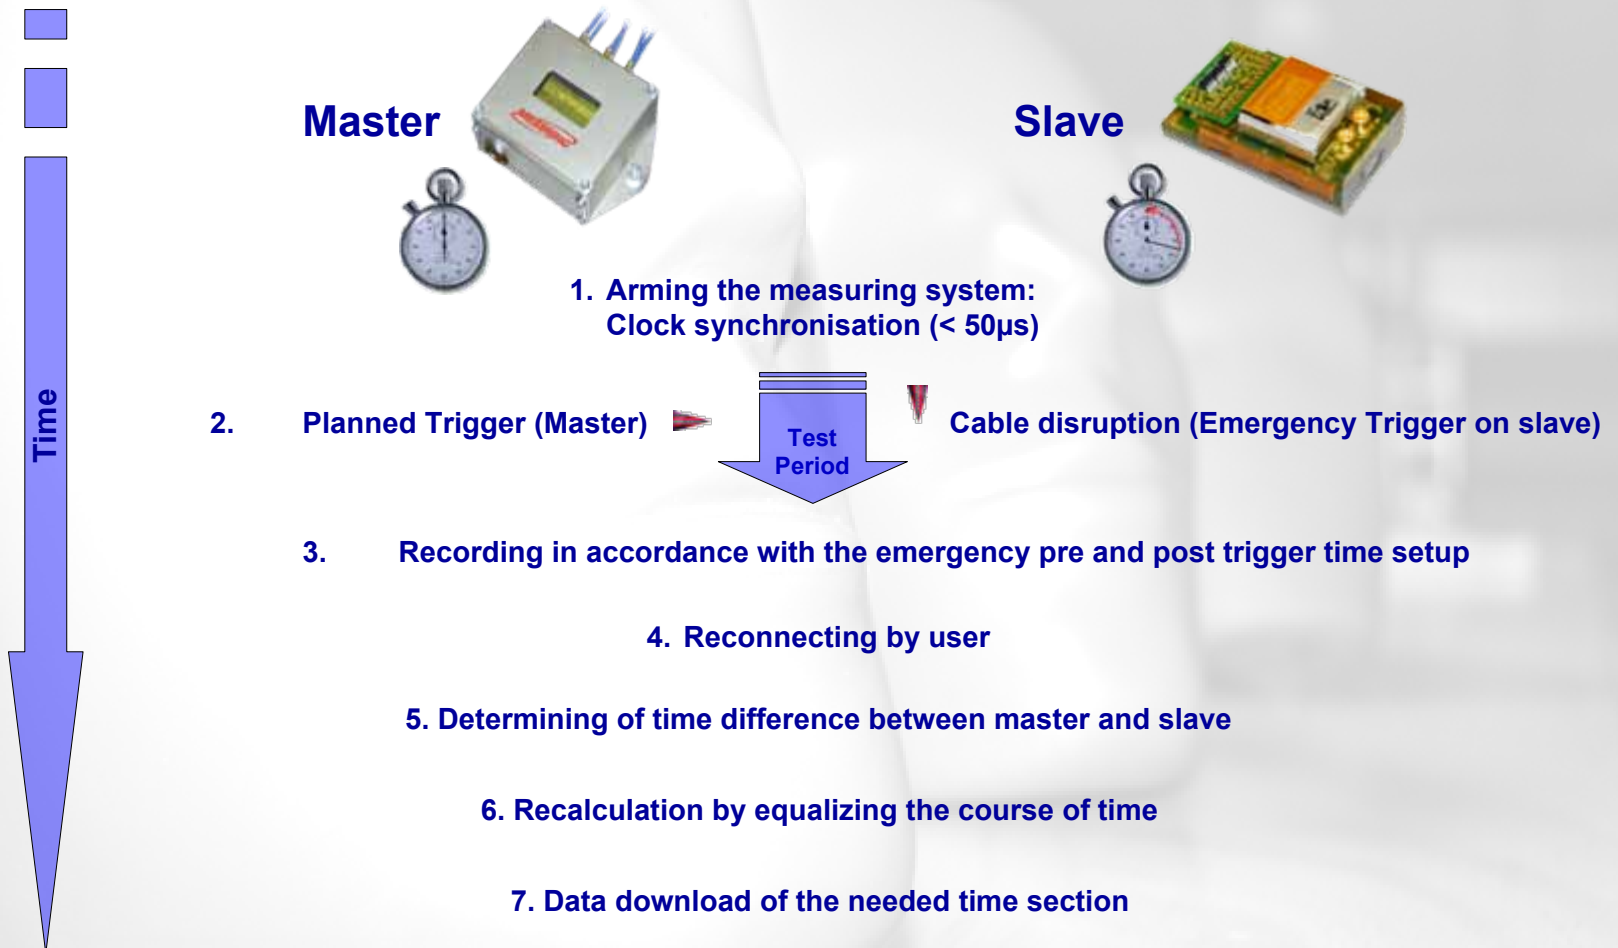 Master
Slave
1. Arming the measuring system:
Clock synchronisation (< 50µs)
Time
2. Planned Trigger (Master)
Test
Period
Cable disruption (Emergency Trigger on slave)
3. Recording in accordance with the emergency pre and post trigger time setup
4. Reconnecting by user
5. Determining of time difference between master and slave
6. Recalculation by equalizing the course of time
7. Data download of the needed time section